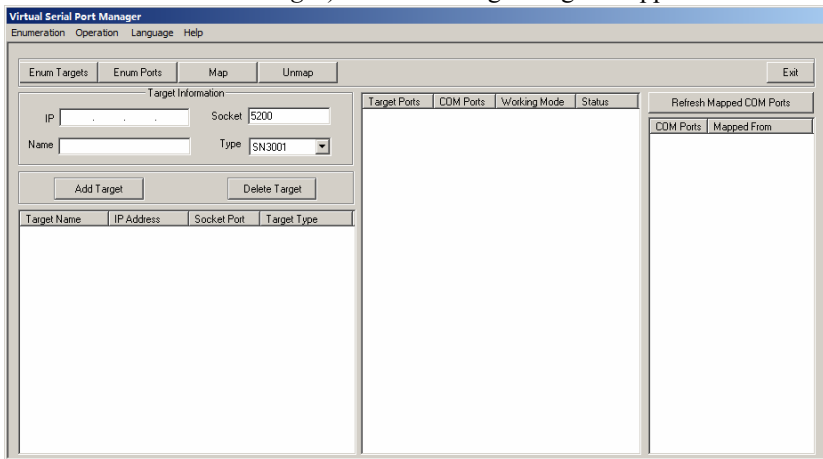 Virtual Serial Port Manager
Enumeration Operation Language Help
Enum Targets Enum Ports Map Unmap Exit
Target Information
IP . . . Socket 5200
Name Type SN3001
Add Target Delete Target
Target Name IP Address Socket Port Target Type
Target Ports COM Ports Working Mode Status
Refresh Mapped COM Ports
COM Ports Mapped From